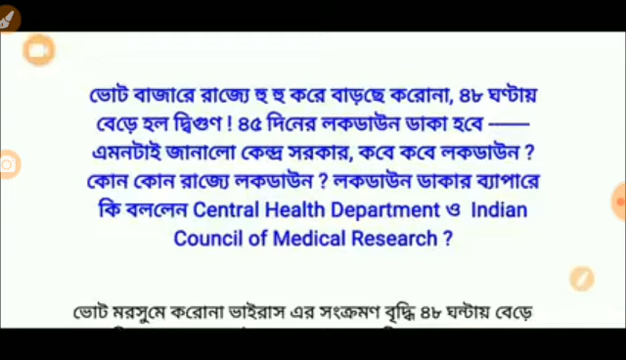 ভোট বাজারে রাজ্যে হু হু করে বাড়ছে করোনা, ৪৮ ঘণ্টায়
বেড়ে হল দ্বিগুণ ! ৪৫ দিনের লকডাউন ডাকা হবে ------
এমনটাই জানালো কেন্দ্র সরকার, কবে কবে লকডাউন ?
কোন কোন রাজ্যে লকডাউন ? লকডাউন ডাকার ব্যাপারে
কি বললেন Central Health Department ও Indian
Council of Medical Research ?
ভোট মরসুমে করোনা ভাইরাস এর সংক্রমণ বৃদ্ধি ৪৮ ঘন্টায় বেড়ে